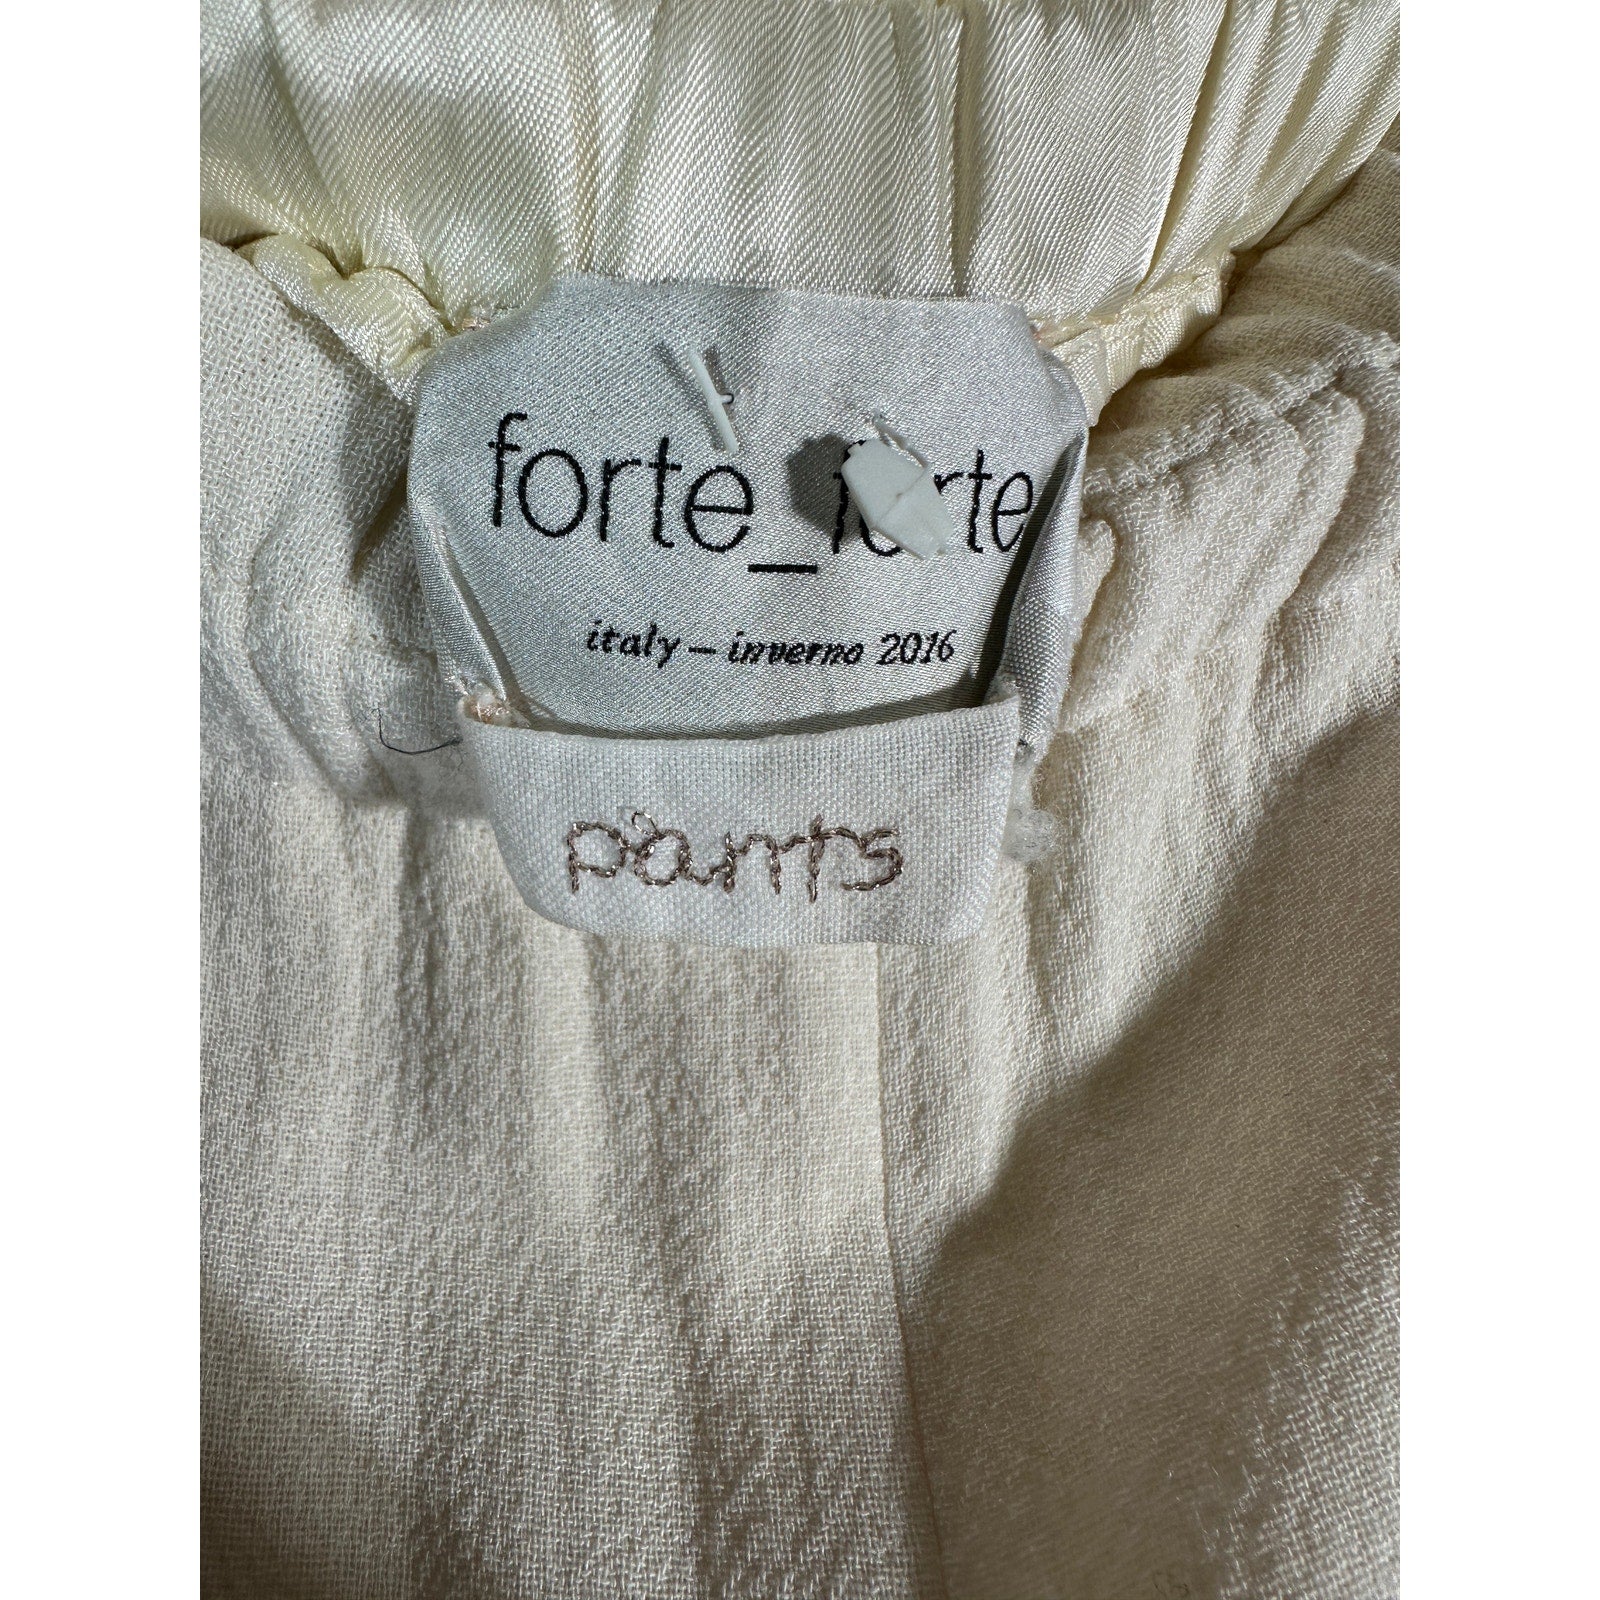 forte_forte
italy – inverno 2016
pants